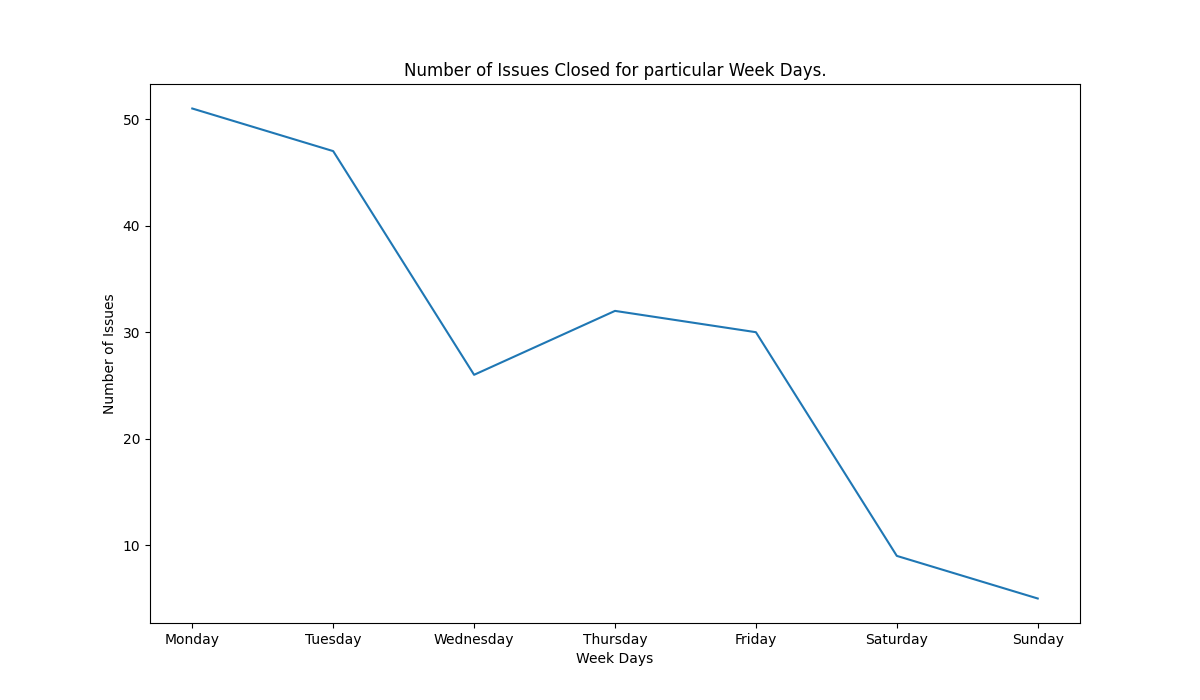 Number of Issues Closed for particular Week Days.
50
40
30
20
10
Number of Issues
Monday Tuesday Wednesday Thursday Friday Saturday Sunday
Week Days